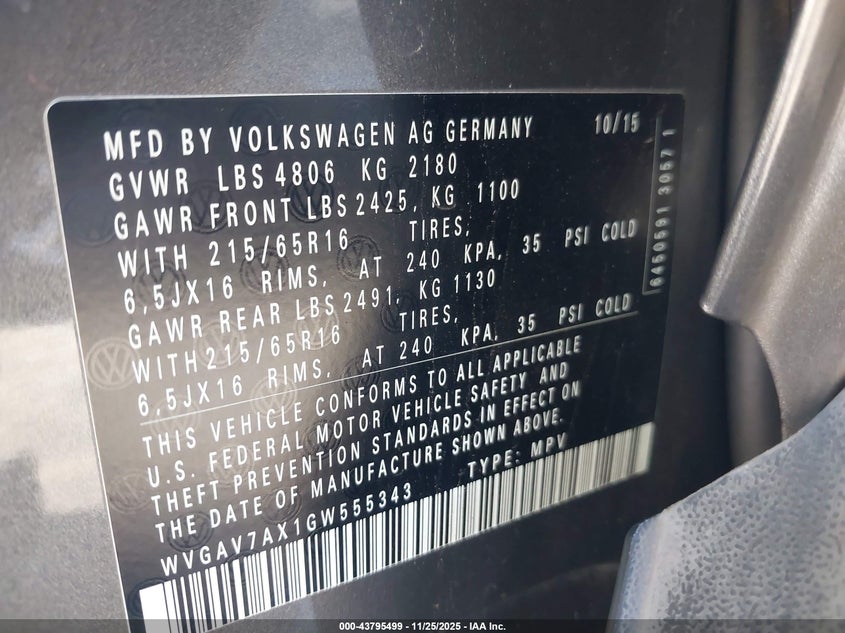 MFD BY VOLKSWAGEN AG GERMANY 10/15
GVWR LBS 4806 KG 2180
GAWR FRONT LBS 2425, KG 1100
WITH 215/65R16 TIRES,
6,5JX16 RIMS, AT 240 KPA, 35 PSI COLD
GAWR REAR LBS 2491, KG 1130
WITH 215/65R16 TIRES,
6,5JX16 RIMS, AT 240 KPA, 35 PSI COLD
THIS VEHICLE CONFORMS TO ALL APPLICABLE
U.S. FEDERAL MOTOR VEHICLE SAFETY AND
THEFT PREVENTION STANDARDS IN EFFECT ON
THE DATE OF MANUFACTURE SHOWN ABOVE.
WVGAV7AX1GW555343 TYPE: MPV
6450591 3057 1
000-43795499 - 11/25/2025 - IAA Inc.